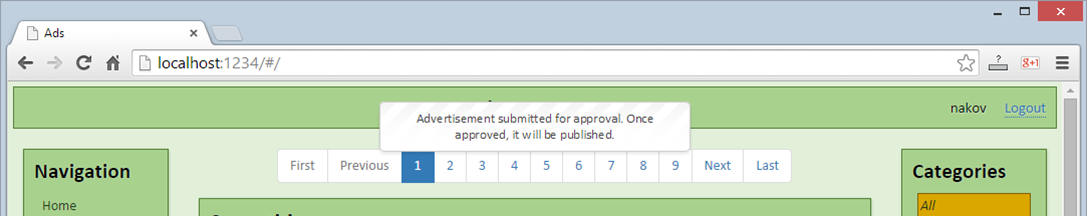 Ads
localhost:1234/#/
?
g+1
nakov Logout
Advertisement submitted for approval. Once
approved, it will be published.
First Previous 1 2 3 4 5 6 7 8 9 Next Last
Navigation
Categories
Home
All